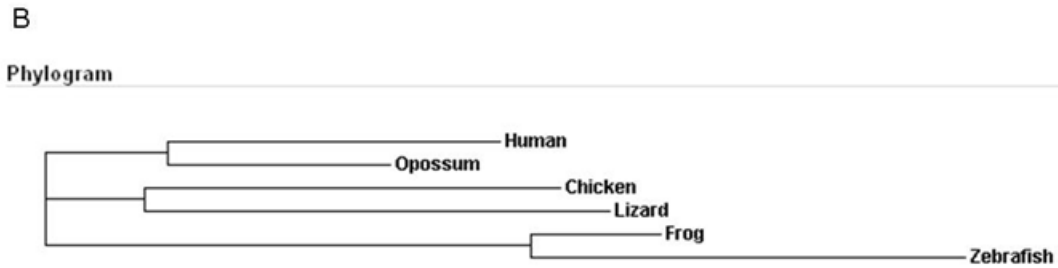 B
Phylogram
Human
Opossum
Chicken
Lizard
Frog
Zebrafish